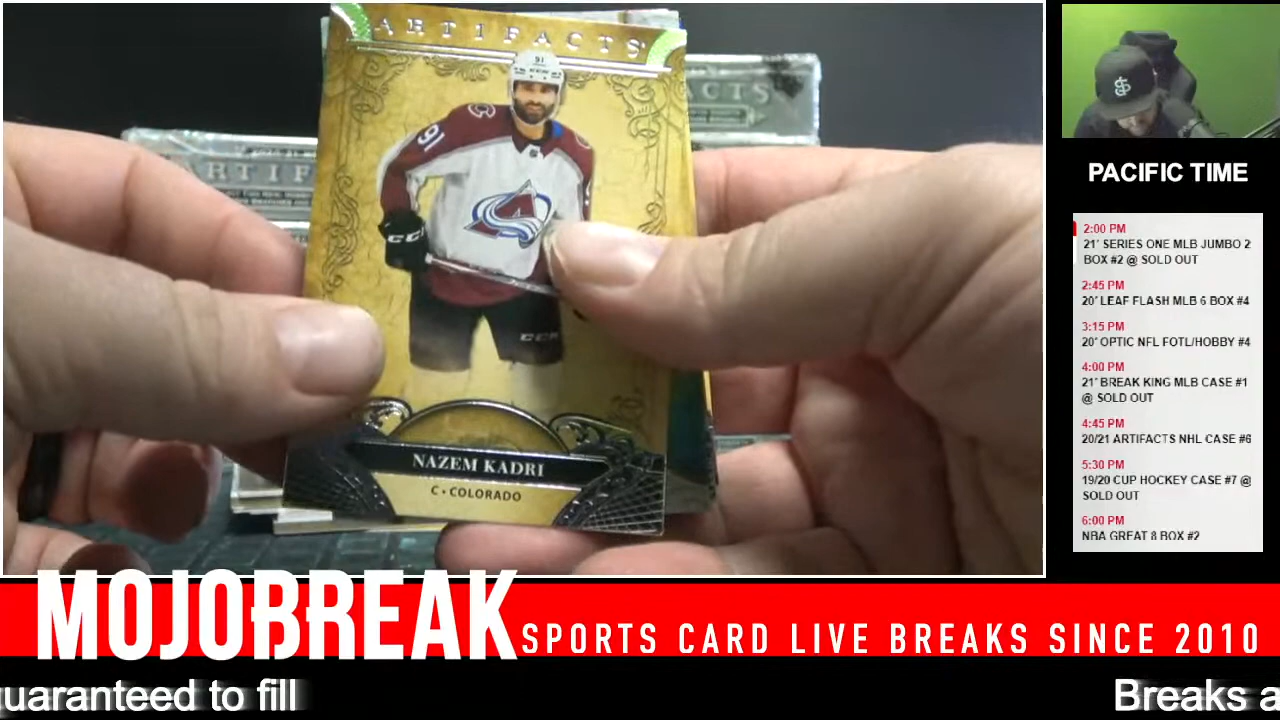 ARTIFACTS
91
91
CCM
CCM
NAZEM KADRI
C • COLORADO
PACIFIC TIME
2:00 PM
21' SERIES ONE MLB JUMBO 2
BOX #2 @ SOLD OUT
2:45 PM
20' LEAF FLASH MLB 6 BOX #4
3:15 PM
20' OPTIC NFL FOTL/HOBBY #4
4:00 PM
21' BREAK KING MLB CASE #1
@ SOLD OUT
4:45 PM
20/21 ARTIFACTS NHL CASE #6
5:30 PM
19/20 CUP HOCKEY CASE #7 @
SOLD OUT
6:00 PM
NBA GREAT 8 BOX #2
MOJOBREAK
SPORTS CARD LIVE BREAKS SINCE 2010
uaranteed to fill
Breaks a